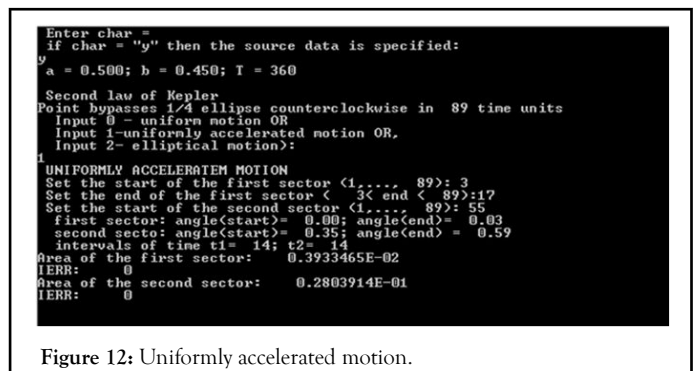 Enter char =
if char = "y" then the source data is specified:
y
a = 0.500; b = 0.450; T = 360
Second law of Kepler
Point bypasses 1/4 ellipse counterclockwise in 89 time units
Input 0 - uniform motion OR
Input 1-uniformly accelerated motion OR,
Input 2- elliptical motion>:
1
UNIFORMLY ACCELERATEM MOTION
Set the start of the first sector <1,...., 89>: 3
Set the end of the first sector < 3< end < 89>:17
Set the start of the second sector <1,...., 89>: 55
first sector: angle<start>= 0.00; angle<end>= 0.03
second secto: angle<start>= 0.35; angle<end> = 0.59
intervals of time t1= 14; t2= 14
Area of the first sector: 0.3933465E-02
IERR: 0
Area of the second sector: 0.2803914E-01
IERR: 0
Figure 12: Uniformly accelerated motion.